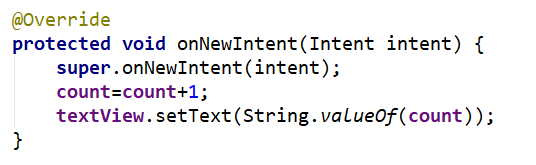 @Override
protected void onNewIntent(Intent intent) {
    super.onNewIntent(intent);
    count=count+1;
    textView.setText(String.valueOf(count));
}